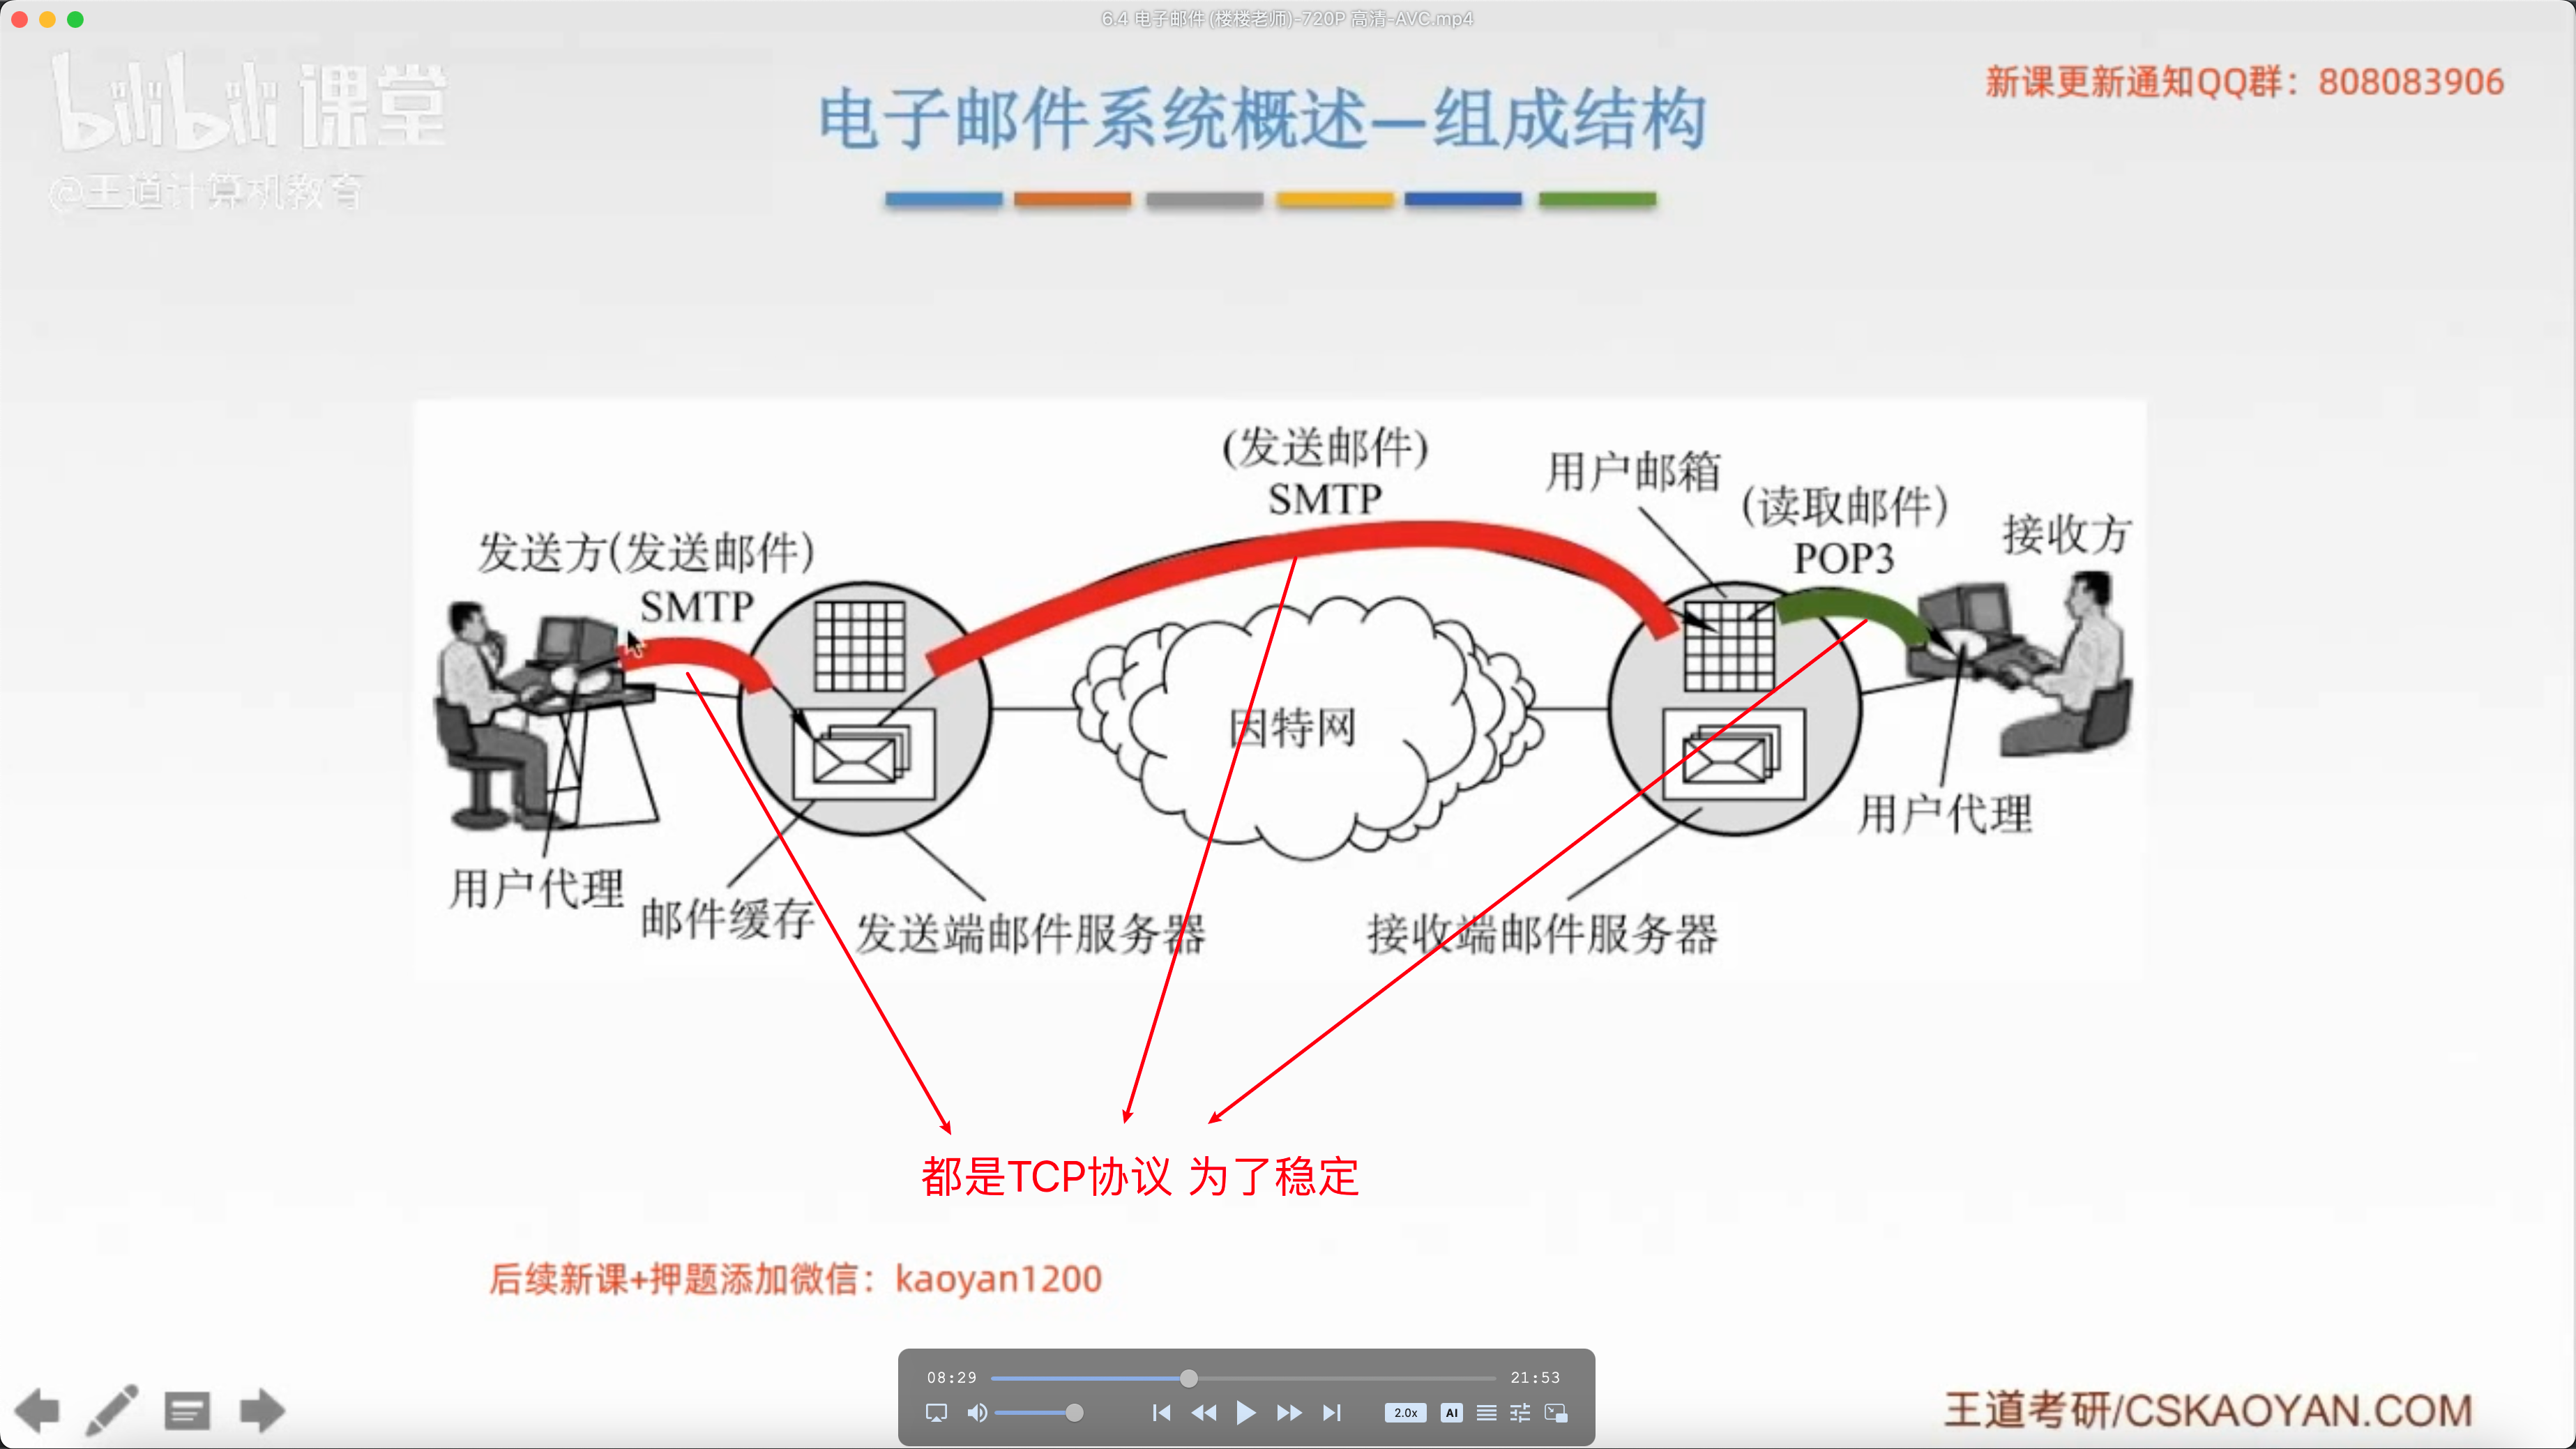 6.4 电子邮件 (楼楼老师)-720P 高清-AVC.mp4
bilibili 课堂
@王道计算机教育
电子邮件系统概述—组成结构
新课更新通知QQ群：808083906
(发送邮件)
SMTP
用户邮箱
(读取邮件)
POP3
接收方
发送方(发送邮件)
SMTP
因特网
用户代理
用户代理
邮件缓存
发送端邮件服务器
接收端邮件服务器
都是TCP协议 为了稳定
后续新课+押题添加微信：kaoyan1200
08:29
21:53
2.0x
AI
王道考研/CSKAOYAN.COM